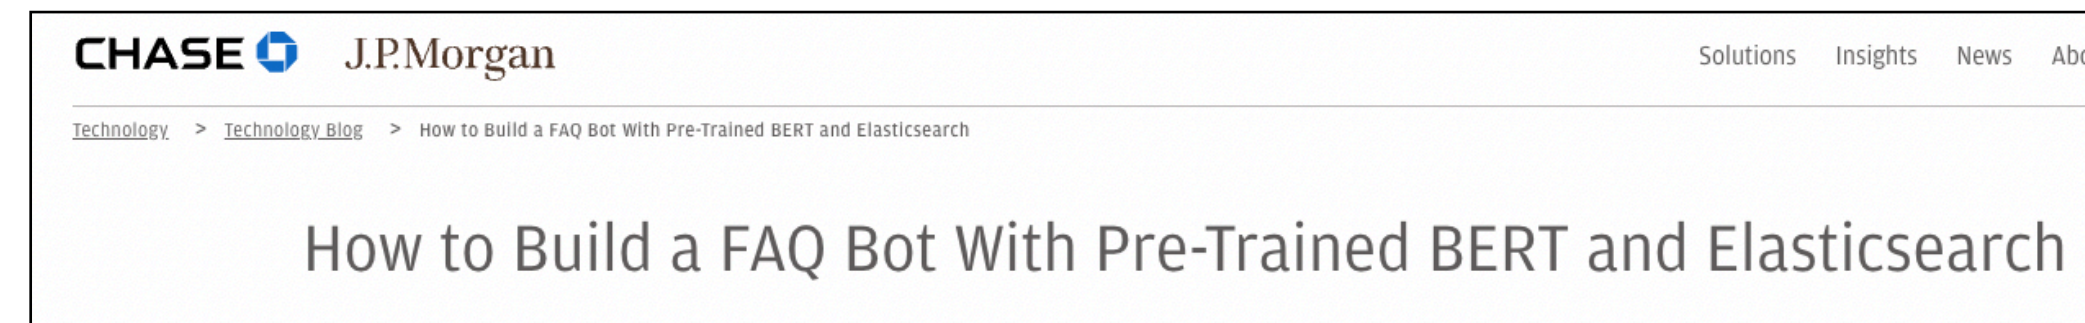 CHASE J.P.Morgan Solutions Insights News
Technology > Technology Blog > How to Build a FAQ Bot With Pre-Trained BERT and Elasticsearch
How to Build a FAQ Bot With Pre-Trained BERT and Elasticsearch